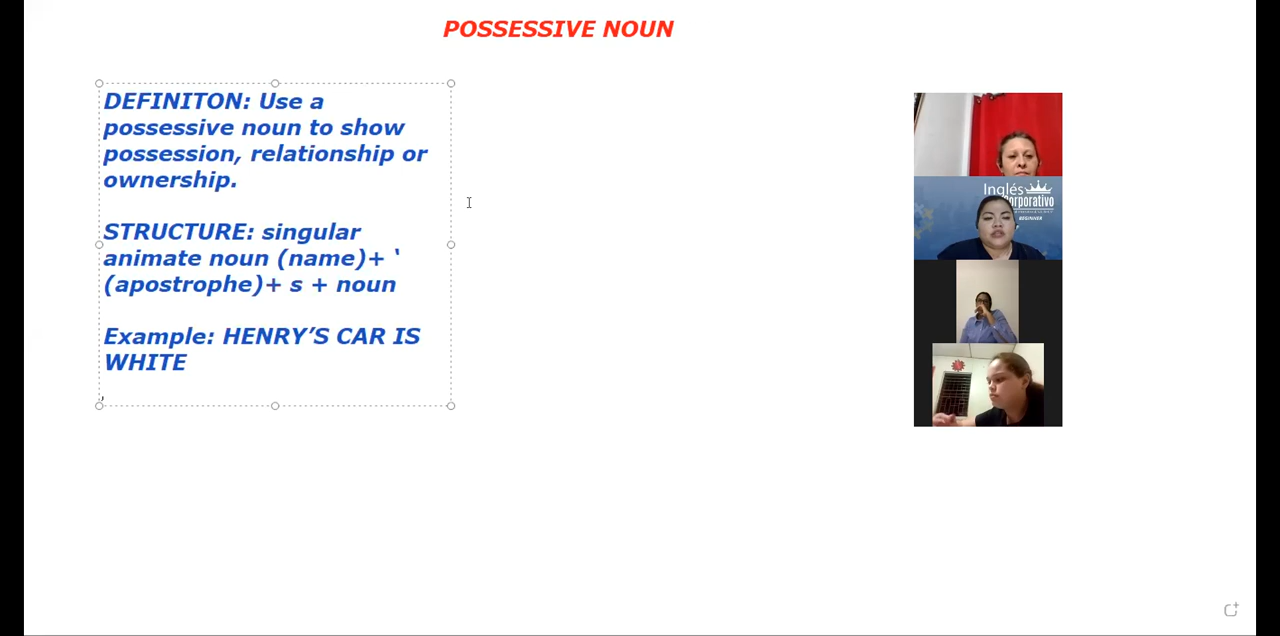 POSSESSIVE NOUN
DEFINITON: Use a
possessive noun to show
possession, relationship or
ownership.
STRUCTURE: singular
animate noun (name)+ ‘
(apostrophe)+ s + noun
Example: HENRY’S CAR IS
WHITE
,
Inglés
orporativo
BEGINNER